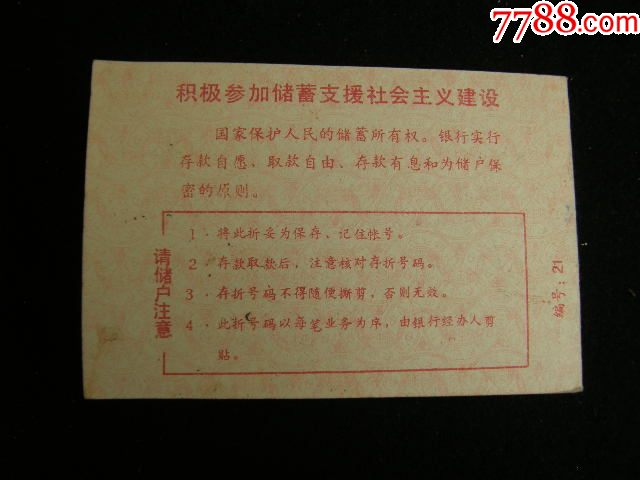 7788.com
积极参加储蓄支援社会主义建设
国家保护人民的储蓄所有权。银行实行
存款自愿、取款自由、存款有息和为储户保
密的原则。
请储户注意
1．将此折妥为保存、记住帐号。
2．存款取款后，注意核对存折号码。
3．存折号码不得随便撕剪，否则无效。
4．此折号码以每笔业务为序，由银行经办人剪
贴。
编号：21